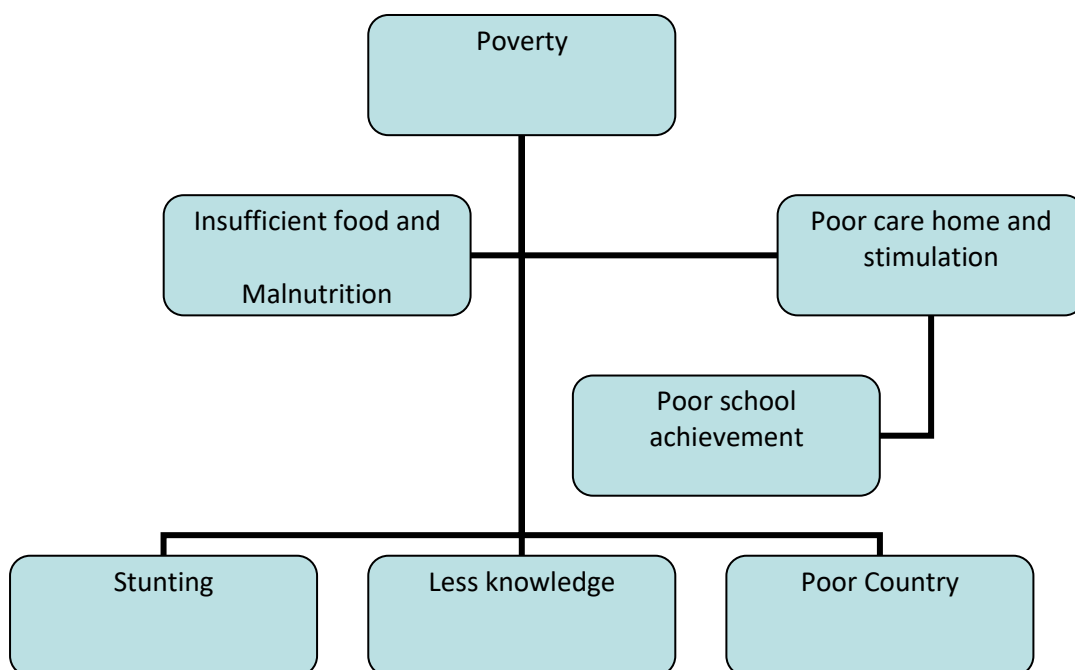 Poverty
Insufficient food and
Malnutrition
Poor care home and
stimulation
Poor school
achievement
Stunting
Less knowledge
Poor Country